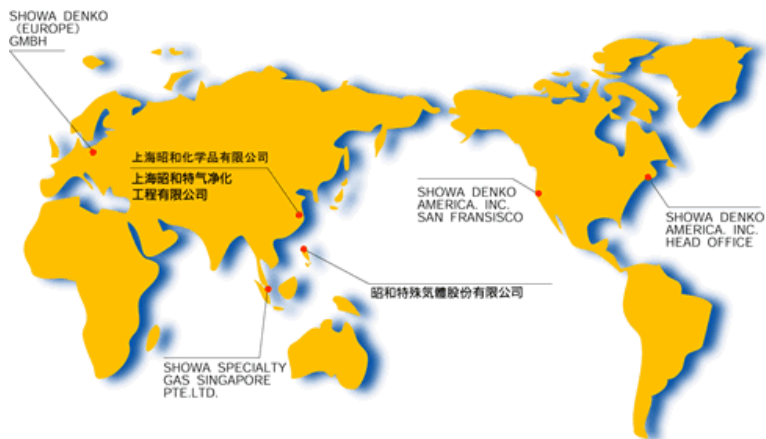 SHOWA DENKO
(EUROPE)
GMBH
上海昭和化学品有限公司
上海昭和特气净化
工程有限公司
SHOWA DENKO
AMERICA. INC.
SAN FRANSISCO
SHOWA DENKO
AMERICA. INC.
HEAD OFFICE
昭和特殊気體股份有限公司
SHOWA SPECIALTY
GAS SINGAPORE
PTE.LTD.